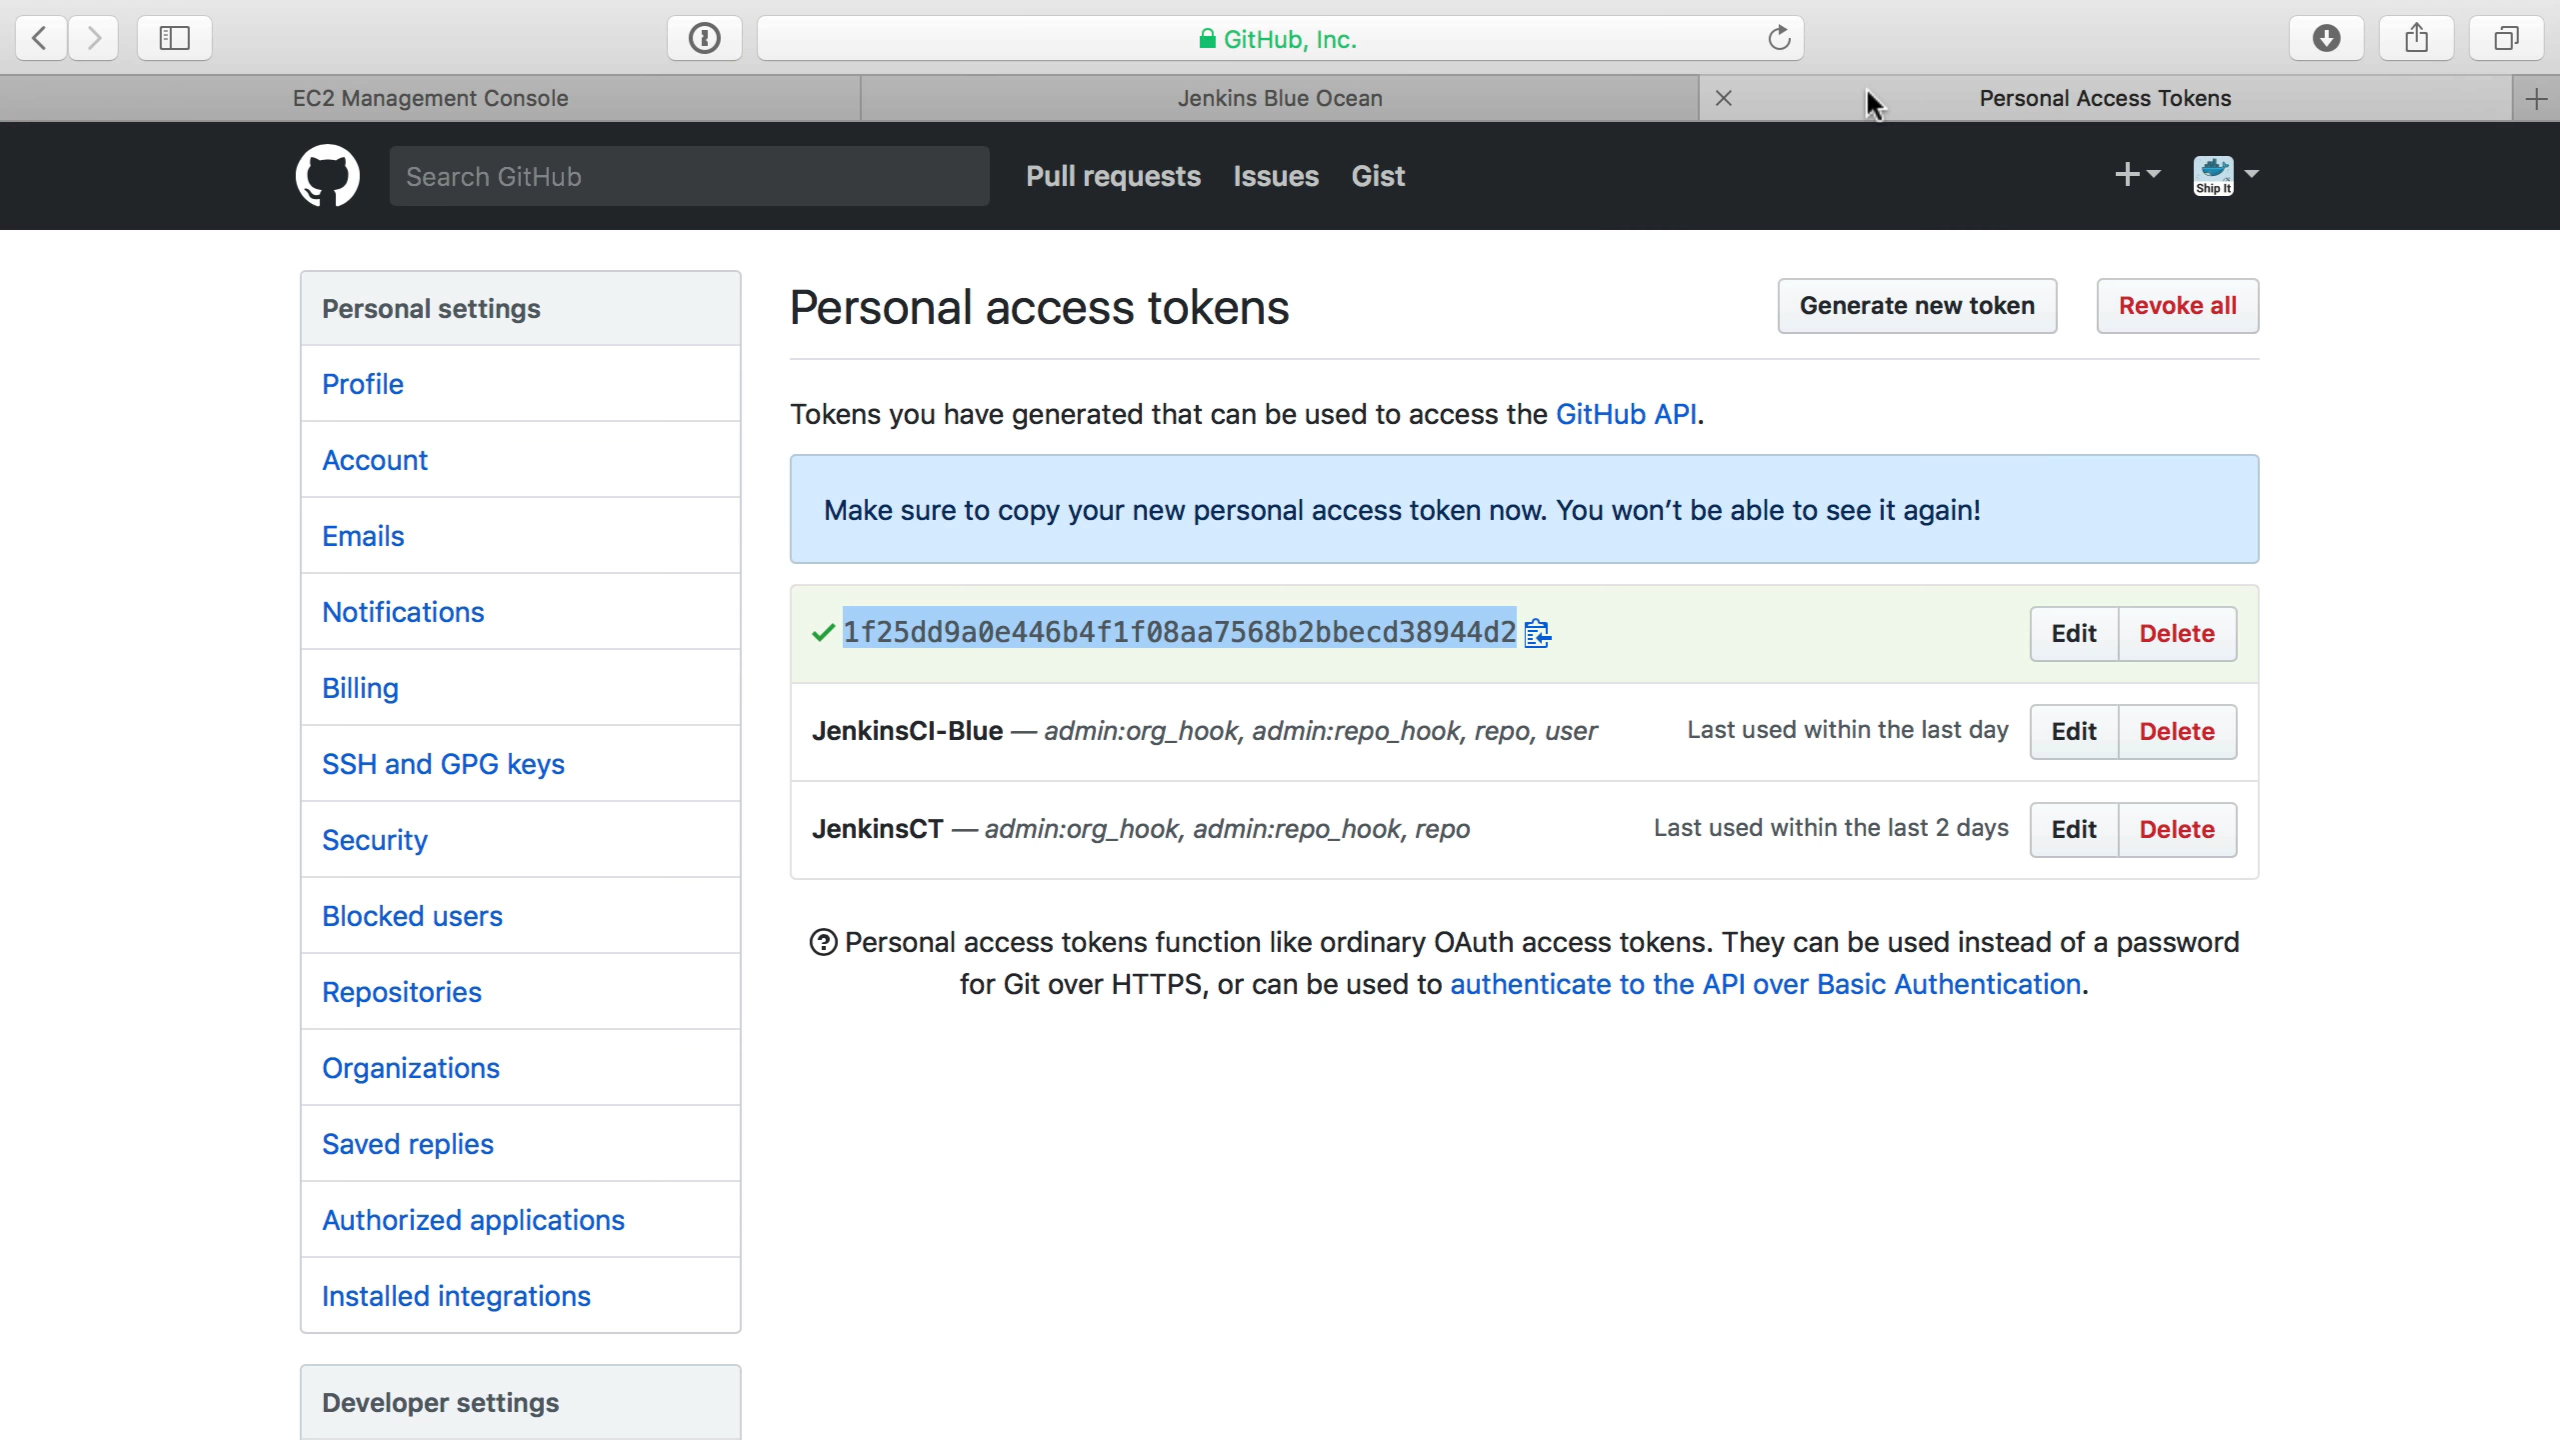 GitHub, Inc.
EC2 Management Console
Jenkins Blue Ocean
Personal Access Tokens
Search GitHub
Pull requests
Issues
Gist
Ship It
Personal settings
Profile
Account
Emails
Notifications
Billing
SSH and GPG keys
Security
Blocked users
Repositories
Organizations
Saved replies
Authorized applications
Installed integrations
Developer settings
Personal access tokens
Generate new token
Revoke all
Tokens you have generated that can be used to access the GitHub API.
Make sure to copy your new personal access token now. You won’t be able to see it again!
1f25dd9a0e446b4f1f08aa7568b2bbecd38944d2
Edit
Delete
JenkinsCI-Blue — admin:org_hook, admin:repo_hook, repo, user
Last used within the last day
Edit
Delete
JenkinsCT — admin:org_hook, admin:repo_hook, repo
Last used within the last 2 days
Edit
Delete
Personal access tokens function like ordinary OAuth access tokens. They can be used instead of a password
for Git over HTTPS, or can be used to authenticate to the API over Basic Authentication.